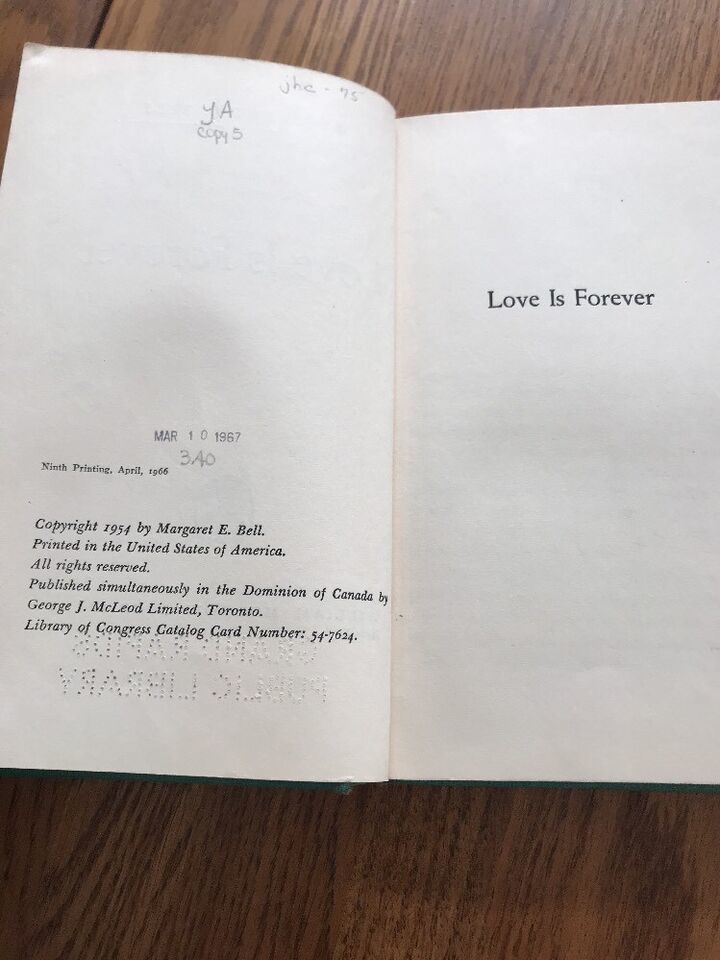 jhc - 75
YA
copy 5
MAR 10 1967
3.40
Ninth Printing, April, 1966
Copyright 1954 by Margaret E. Bell.
Printed in the United States of America.
All rights reserved.
Published simultaneously in the Dominion of Canada by
George J. McLeod Limited, Toronto.
Library of Congress Catalog Card Number: 54-7624.
GRAND RAPIDS
PUBLIC LIBRARY
Love Is Forever